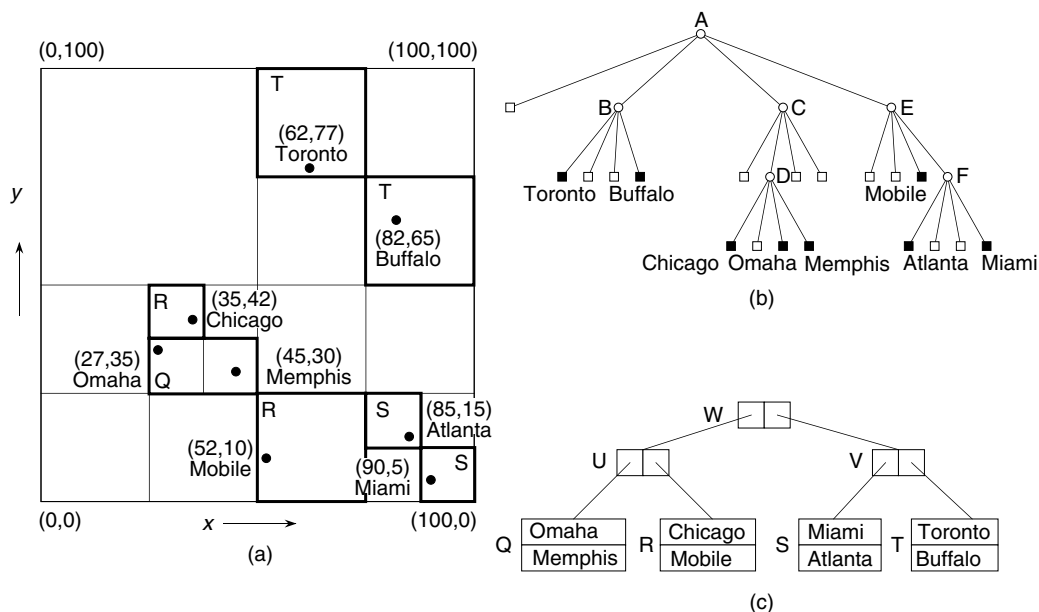 (0,100)
(100,100)
T
(62,77)
Toronto
y
T
(82,65)
Buffalo
R
(35,42)
Chicago
(27,35)
Omaha
Q
(45,30)
Memphis
R
S
(85,15)
Atlanta
(52,10)
Mobile
(90,5)
Miami
S
(0,0)
x
(100,0)
(a)
A
B
C
E
Toronto
Buffalo
D
Mobile
F
Chicago
Omaha
Memphis
Atlanta
Miami
(b)
W
U
V
Q
Omaha
Memphis
R
Chicago
Mobile
S
Miami
Atlanta
T
Toronto
Buffalo
(c)